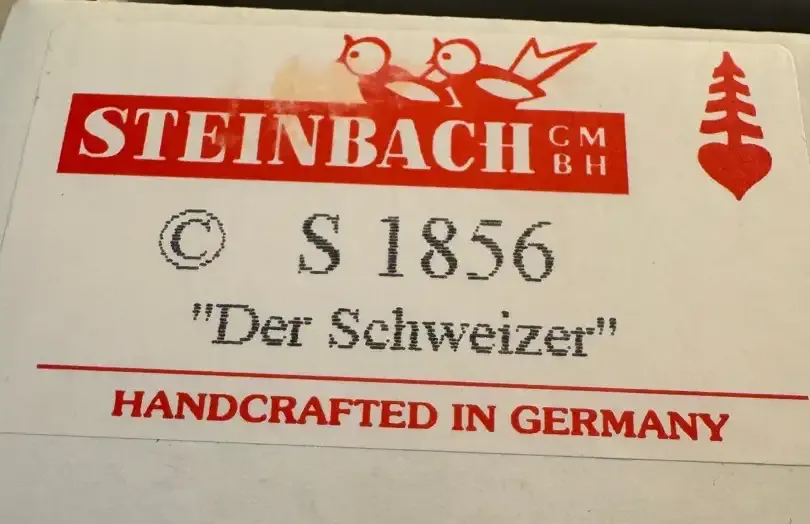 STEINBACH GMBH
© S 1856
"Der Schweizer"
HANDCRAFTED IN GERMANY